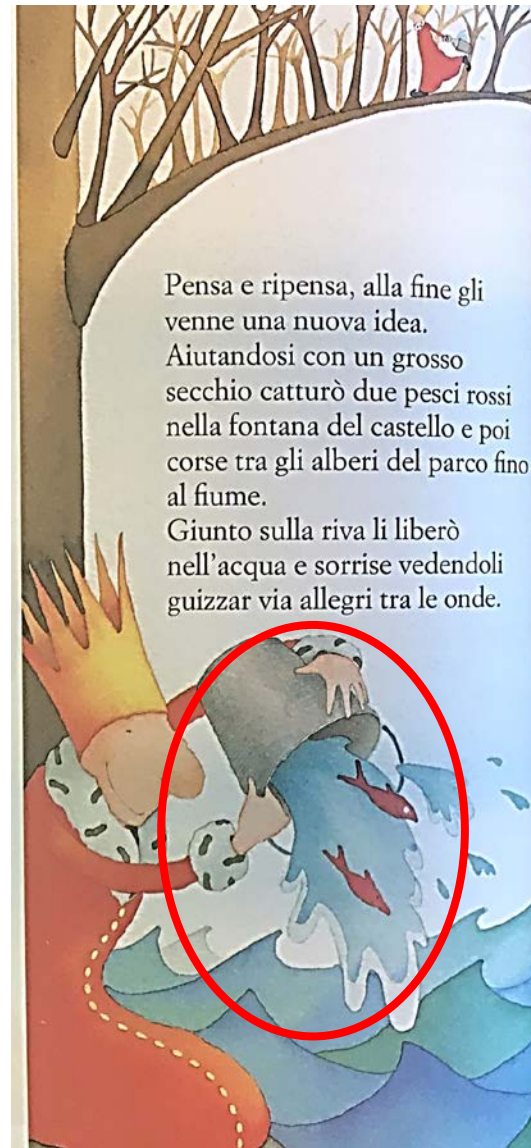 Pensa e ripensa, alla fine gli
venne una nuova idea.
Aiutandosi con un grosso
secchio catturò due pesci rossi
nella fontana del castello e poi
corse tra gli alberi del parco fino
al fiume.
Giunto sulla riva li liberò
nell'acqua e sorrise vedendoli
guizzar via allegri tra le onde.